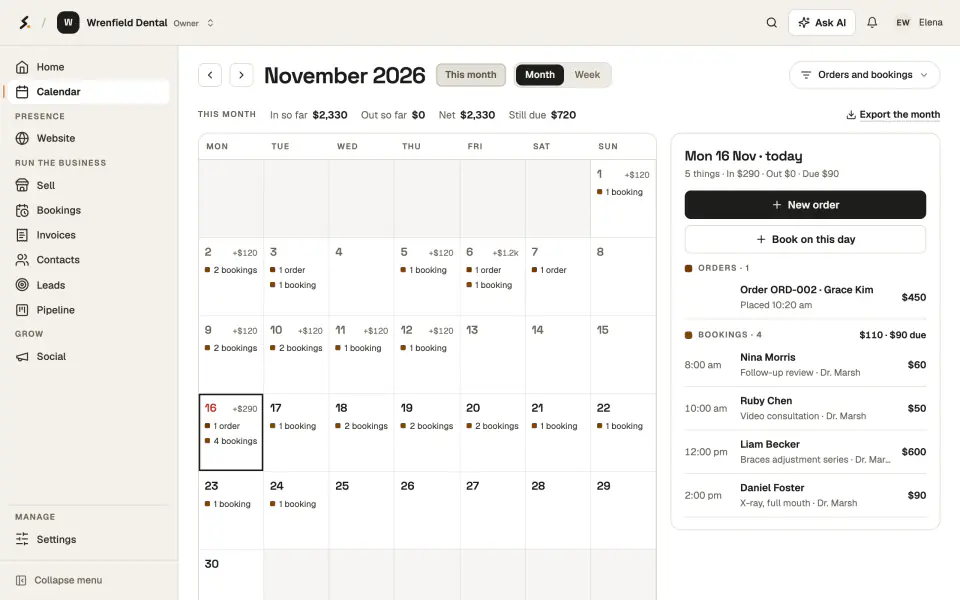 W Wrenfield Dental Owner
Ask AI
EW Elena
Home
Calendar
PRESENCE
Website
RUN THE BUSINESS
Sell
Bookings
Invoices
Contacts
Leads
Pipeline
GROW
Social
MANAGE
Settings
Collapse menu
November 2026 This month Month Week Orders and bookings
THIS MONTH In so far $2,330 Out so far $0 Net $2,330 Still due $720 Export the month
MON TUE WED THU FRI SAT SUN
1 +$120
1 booking
2 +$120
2 bookings
3
1 order
1 booking
4
5 +$120
1 booking
6 +$1.2k
1 order
1 booking
7
1 order
8
9 +$120
2 bookings
10 +$120
2 bookings
11 +$120
1 booking
12 +$120
1 booking
13
14
15
16 +$290
1 order
4 bookings
17
1 booking
18
2 bookings
19
2 bookings
20
2 bookings
21
1 booking
22
1 booking
23
1 booking
24
1 booking
25
26
27
28
29
30
Mon 16 Nov · today
5 things · In $290 · Out $0 · Due $90
+ New order
+ Book on this day
ORDERS · 1
Order ORD-002 · Grace Kim
Placed 10:20 am
$450
BOOKINGS · 4 $110 · $90 due
8:00 am Nina Morris $60
Follow-up review · Dr. Marsh
10:00 am Ruby Chen $50
Video consultation · Dr. Marsh
12:00 pm Liam Becker $600
Braces adjustment series · Dr. Mar…
2:00 pm Daniel Foster $90
X-ray, full mouth · Dr. Marsh